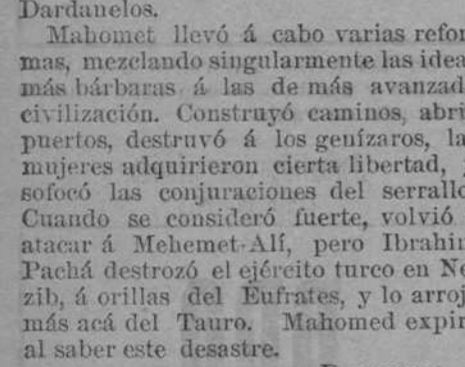 Dardanelos.
Mahomet llevó á cabo varias refor
mas, mezclando singularmente las idea
más bárbaras á las de más avanzad
civilización. Construyó caminos, abri
puertos, destruyó á los genízaros, la
mujeres adquirieron cierta libertad,
sofocó las conjuraciones del serrallo
Cuando se consideró fuerte, volvió
atacar á Mehemet-Alí, pero Ibrahim
Pachá destrozó el ejército turco en Ne
zib, á orillas del Eufrates, y lo arroj
más acá del Tauro. Mahomed expir
al saber este desastre.